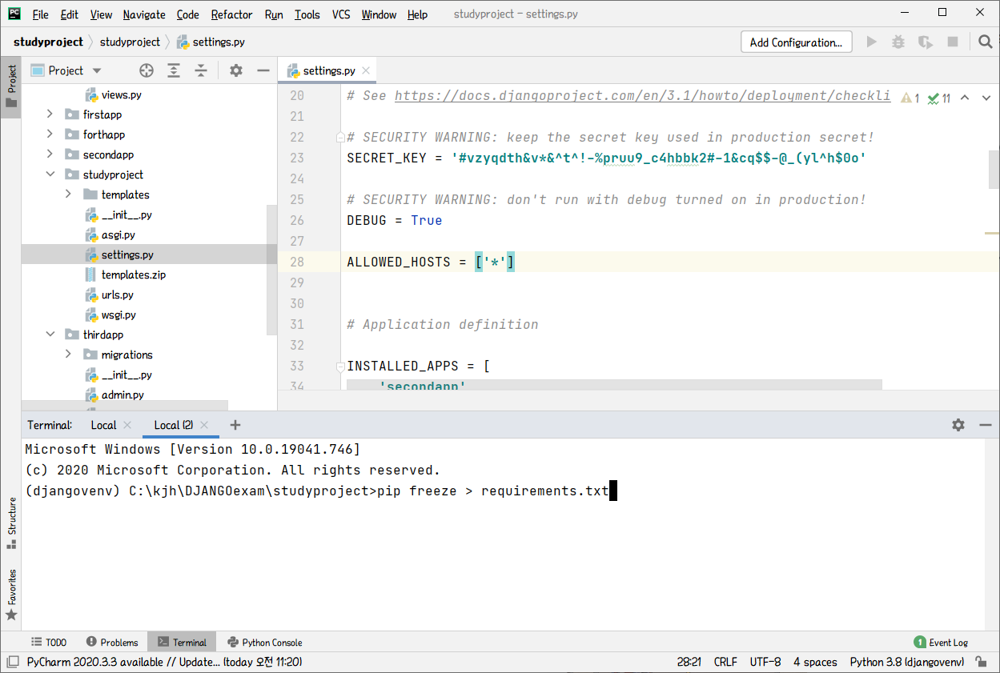 PC File Edit View Navigate Code Refactor Run Tools VCS Window Help studyproject - settings.py
studyproject studyproject settings.py Add Configuration...
Project
Project
settings.py
views.py
firstapp
forthapp
secondapp
studyproject
templates
__init__.py
asgi.py
settings.py
templates.zip
urls.py
wsgi.py
thirdapp
migrations
__init__.py
admin.py
20 # See https://docs.djangoproject.com/en/3.1/howto/deployment/checkli 1 11
21
22 # SECURITY WARNING: keep the secret key used in production secret!
23 SECRET_KEY = '#vzyqdth&v*&^t^!-%pruu9_c4hbbk2#-1&cq$$-@_(yl^h$0o'
24
25 # SECURITY WARNING: don't run with debug turned on in production!
26 DEBUG = True
27
28 ALLOWED_HOSTS = ['*']
29
30
31 # Application definition
32
33 INSTALLED_APPS = [
34 'secondapp'
Terminal: Local Local (2)
Microsoft Windows [Version 10.0.19041.746]
(c) 2020 Microsoft Corporation. All rights reserved.
(djangovenv) C:\kjh\DJANGOexam\studyproject>pip freeze > requirements.txt
Structure
Favorites
TODO Problems Terminal Python Console 1 Event Log
PyCharm 2020.3.3 available // Update... (today 오전 11:20) 28:21 CRLF UTF-8 4 spaces Python 3.8 (djangovenv)